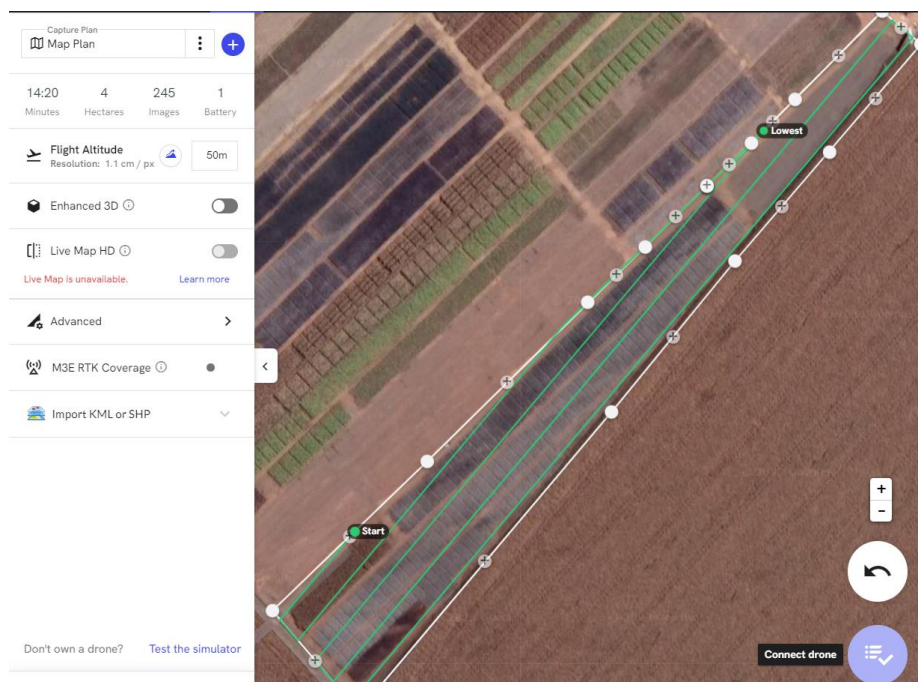 Capture Plan
Map Plan
14:20 4 245 1
Minutes Hectares Images Battery
Flight Altitude
Resolution: 1.1 cm / px
50m
Enhanced 3D
Live Map HD
Live Map is unavailable. Learn more
Advanced
M3E RTK Coverage
Import KML or SHP
Don't own a drone? Test the simulator
Lowest
Start
+
-
Connect drone